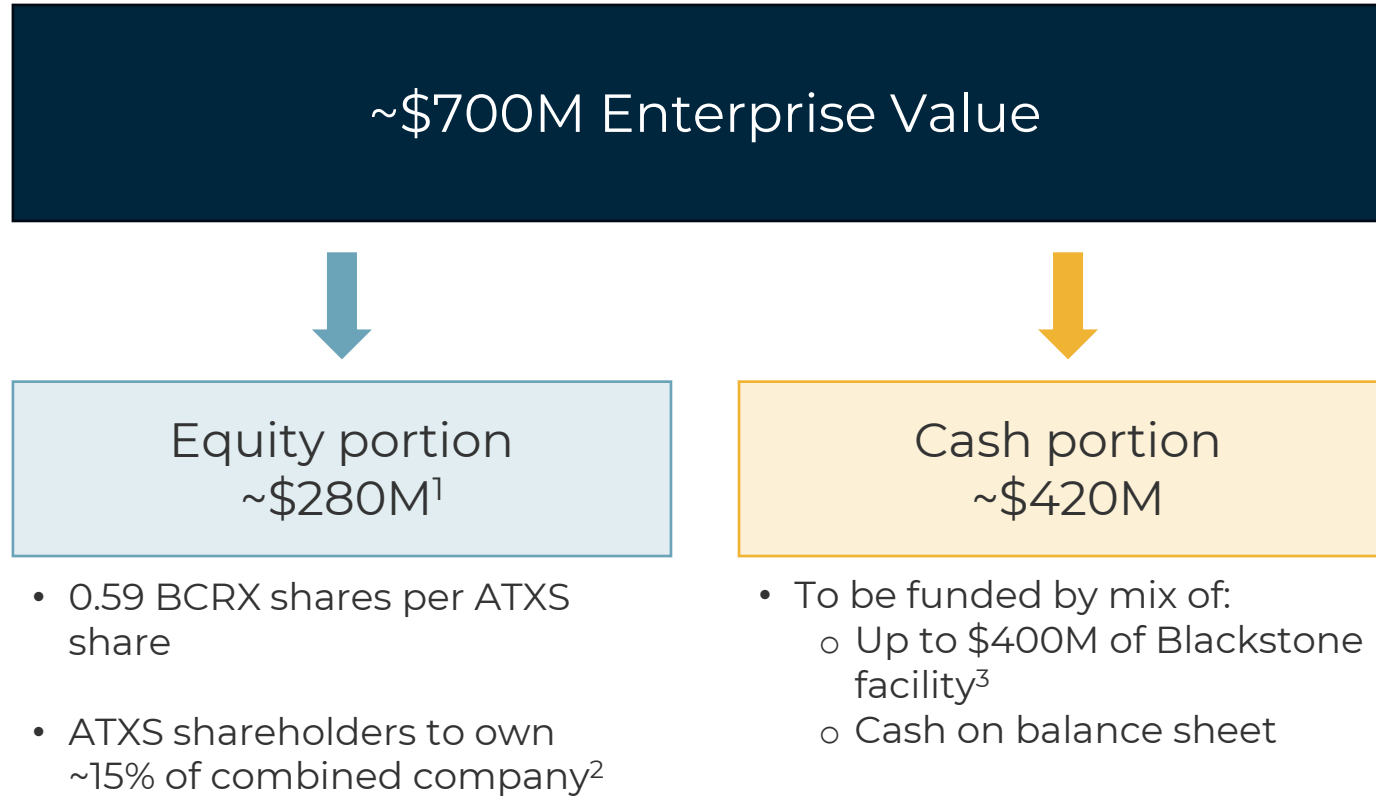 ~$700M Enterprise Value
Equity portion
~$280M¹
• 0.59 BCRX shares per ATXS
share
• ATXS shareholders to own
~15% of combined company²
Cash portion
~$420M
• To be funded by mix of:
o Up to $400M of Blackstone
facility³
o Cash on balance sheet